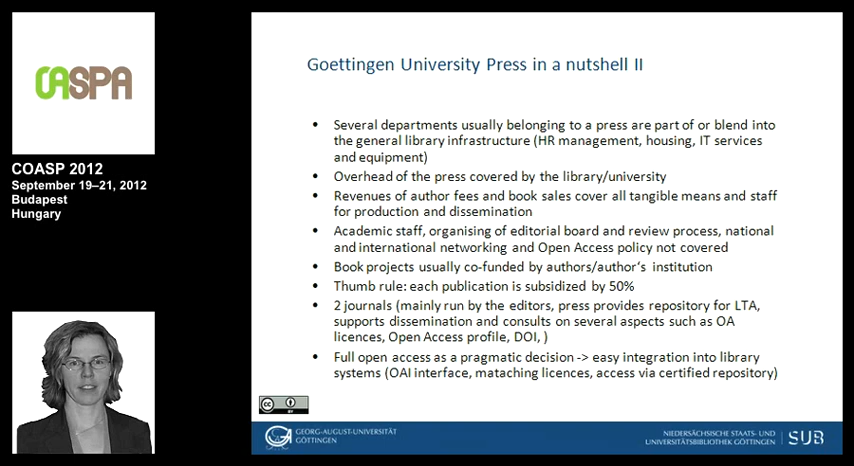 OASPA
COASP 2012
September 19–21, 2012
Budapest
Hungary
Goettingen University Press in a nutshell II
• Several departments usually belonging to a press are part of or blend into
the general library infrastructure (HR management, housing, IT services
and equipment)
• Overhead of the press covered by the library/university
• Revenues of author fees and book sales cover all tangible means and staff
for production and dissemination
• Academic staff, organising of editorial board and review process, national
and international networking and Open Access policy not covered
• Book projects usually co-funded by authors/author's institution
• Thumb rule: each publication is subsidized by 50%
• 2 journals (mainly run by the editors, press provides repository for LTA,
supports dissemination and consults on several aspects such as OA
licences, Open Access profile, DOI, )
• Full open access as a pragmatic decision -> easy integration into library
systems (OAI interface, mataching licences, access via certified repository)
cc
BY
GEORG-AUGUST-UNIVERSITÄT
GÖTTINGEN
NIEDERSÄCHSISCHE STAATS- UND
UNIVERSITÄTSBIBLIOTHEK GÖTTINGEN
SUB